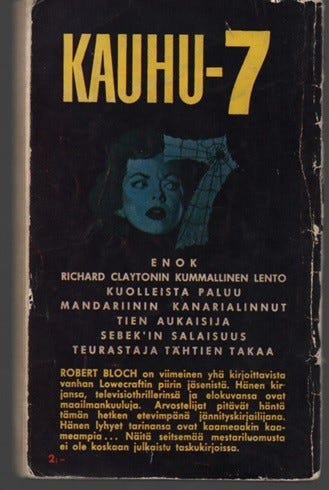 KAUHU-7
7
ENOK
RICHARD CLAYTONIN KUMMALLINEN LENTO
KUOLLEISTA PALUU
MANDARIININ KANARIALINNUT
TIEN AUKAISIJA
SEBEK'IN SALAISUUS
TEURASTAJA TÄHTIEN TAKAA
ROBERT BLOCH on viimeinen yhä kirjoittavista
vanhan Lowecraftin piirin jäsenistä. Hänen kir-
jansa, televisiothrillerinsä ja elokuvansa ovat
maailmankuuluja. Arvostelijat pitävät häntä
tämän hetken etevimpänä jännityskirjailijana.
Hänen lyhyet tarinansa ovat kaameaakin kaa-
meampia... Näitä seitsemää mestariluomusta
ei ole koskaan julkaistu taskukirjoissa.
2:-